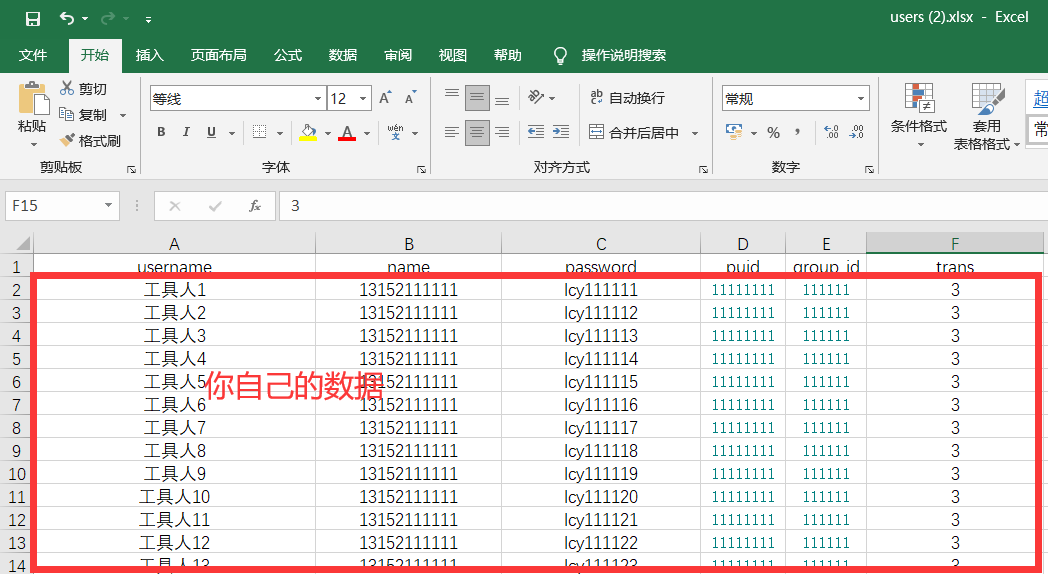 users (2).xlsx - Excel
文件 开始 插入 页面布局 公式 数据 审阅 视图 帮助 操作说明搜索
粘贴 剪切 复制 格式刷 剪贴板
等线 12 A A B I U A wén 文 字体
ab 自动换行 合并后居中 对齐方式
常规 % , 数字
条件格式 套用 表格格式 超 常
F15 fx 3
A B C D E F
1 username name password puid group_id trans
2 工具人1 13152111111 lcy111111 11111111 111111 3
3 工具人2 13152111111 lcy111112 11111111 111111 3
4 工具人3 13152111111 lcy111113 11111111 111111 3
5 工具人4 13152111111 lcy111114 11111111 111111 3
6 工具人5 13152111111 lcy111115 11111111 111111 3
你自己的数据
7 工具人6 13152111111 lcy111116 11111111 111111 3
8 工具人7 13152111111 lcy111117 11111111 111111 3
9 工具人8 13152111111 lcy111118 11111111 111111 3
10 工具人9 13152111111 lcy111119 11111111 111111 3
11 工具人10 13152111111 lcy111120 11111111 111111 3
12 工具人11 13152111111 lcy111121 11111111 111111 3
13 工具人12 13152111111 lcy111122 11111111 111111 3
14 工具人13 13152111111 lcy111123 11111111 111111 3